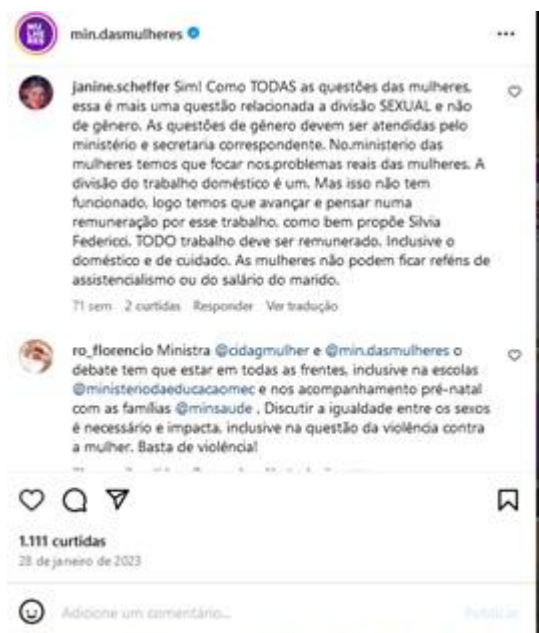 MU
LHE
RES
min.dasmulheres
janine.scheffer Sim! Como TODAS as questões das mulheres,
essa é mais uma questão relacionada a divisão SEXUAL e não
de gênero. As questões de gênero devem ser atendidas pelo
ministério e secretaria correspondente. No.ministerio das
mulheres temos que focar nos.problemas reais das mulheres. A
divisão do trabalho doméstico é um. Mas isso não tem
funcionado, logo temos que avançar e pensar numa
remuneração por esse trabalho, como bem propõe Silvia
Federicci. TODO trabalho deve ser remunerado. Inclusive o
doméstico e de cuidado. As mulheres não podem ficar reféns de
assistencialismo ou do salário do marido.
71 sem 2 curtidas Responder Ver tradução
ro_florencio Ministra @cidagmulher e @min.dasmulheres o
debate tem que estar em todas as frentes, inclusive na escolas
@ministeriodaeducacaomec e nos acompanhamento pré-natal
com as famílias @minsaude . Discutir a igualdade entre os sexos
é necessário e impacta, inclusive na questão da violência contra
a mulher. Basta de violência!
1.111 curtidas
28 de janeiro de 2023
Adicione um comentário...
Publicar